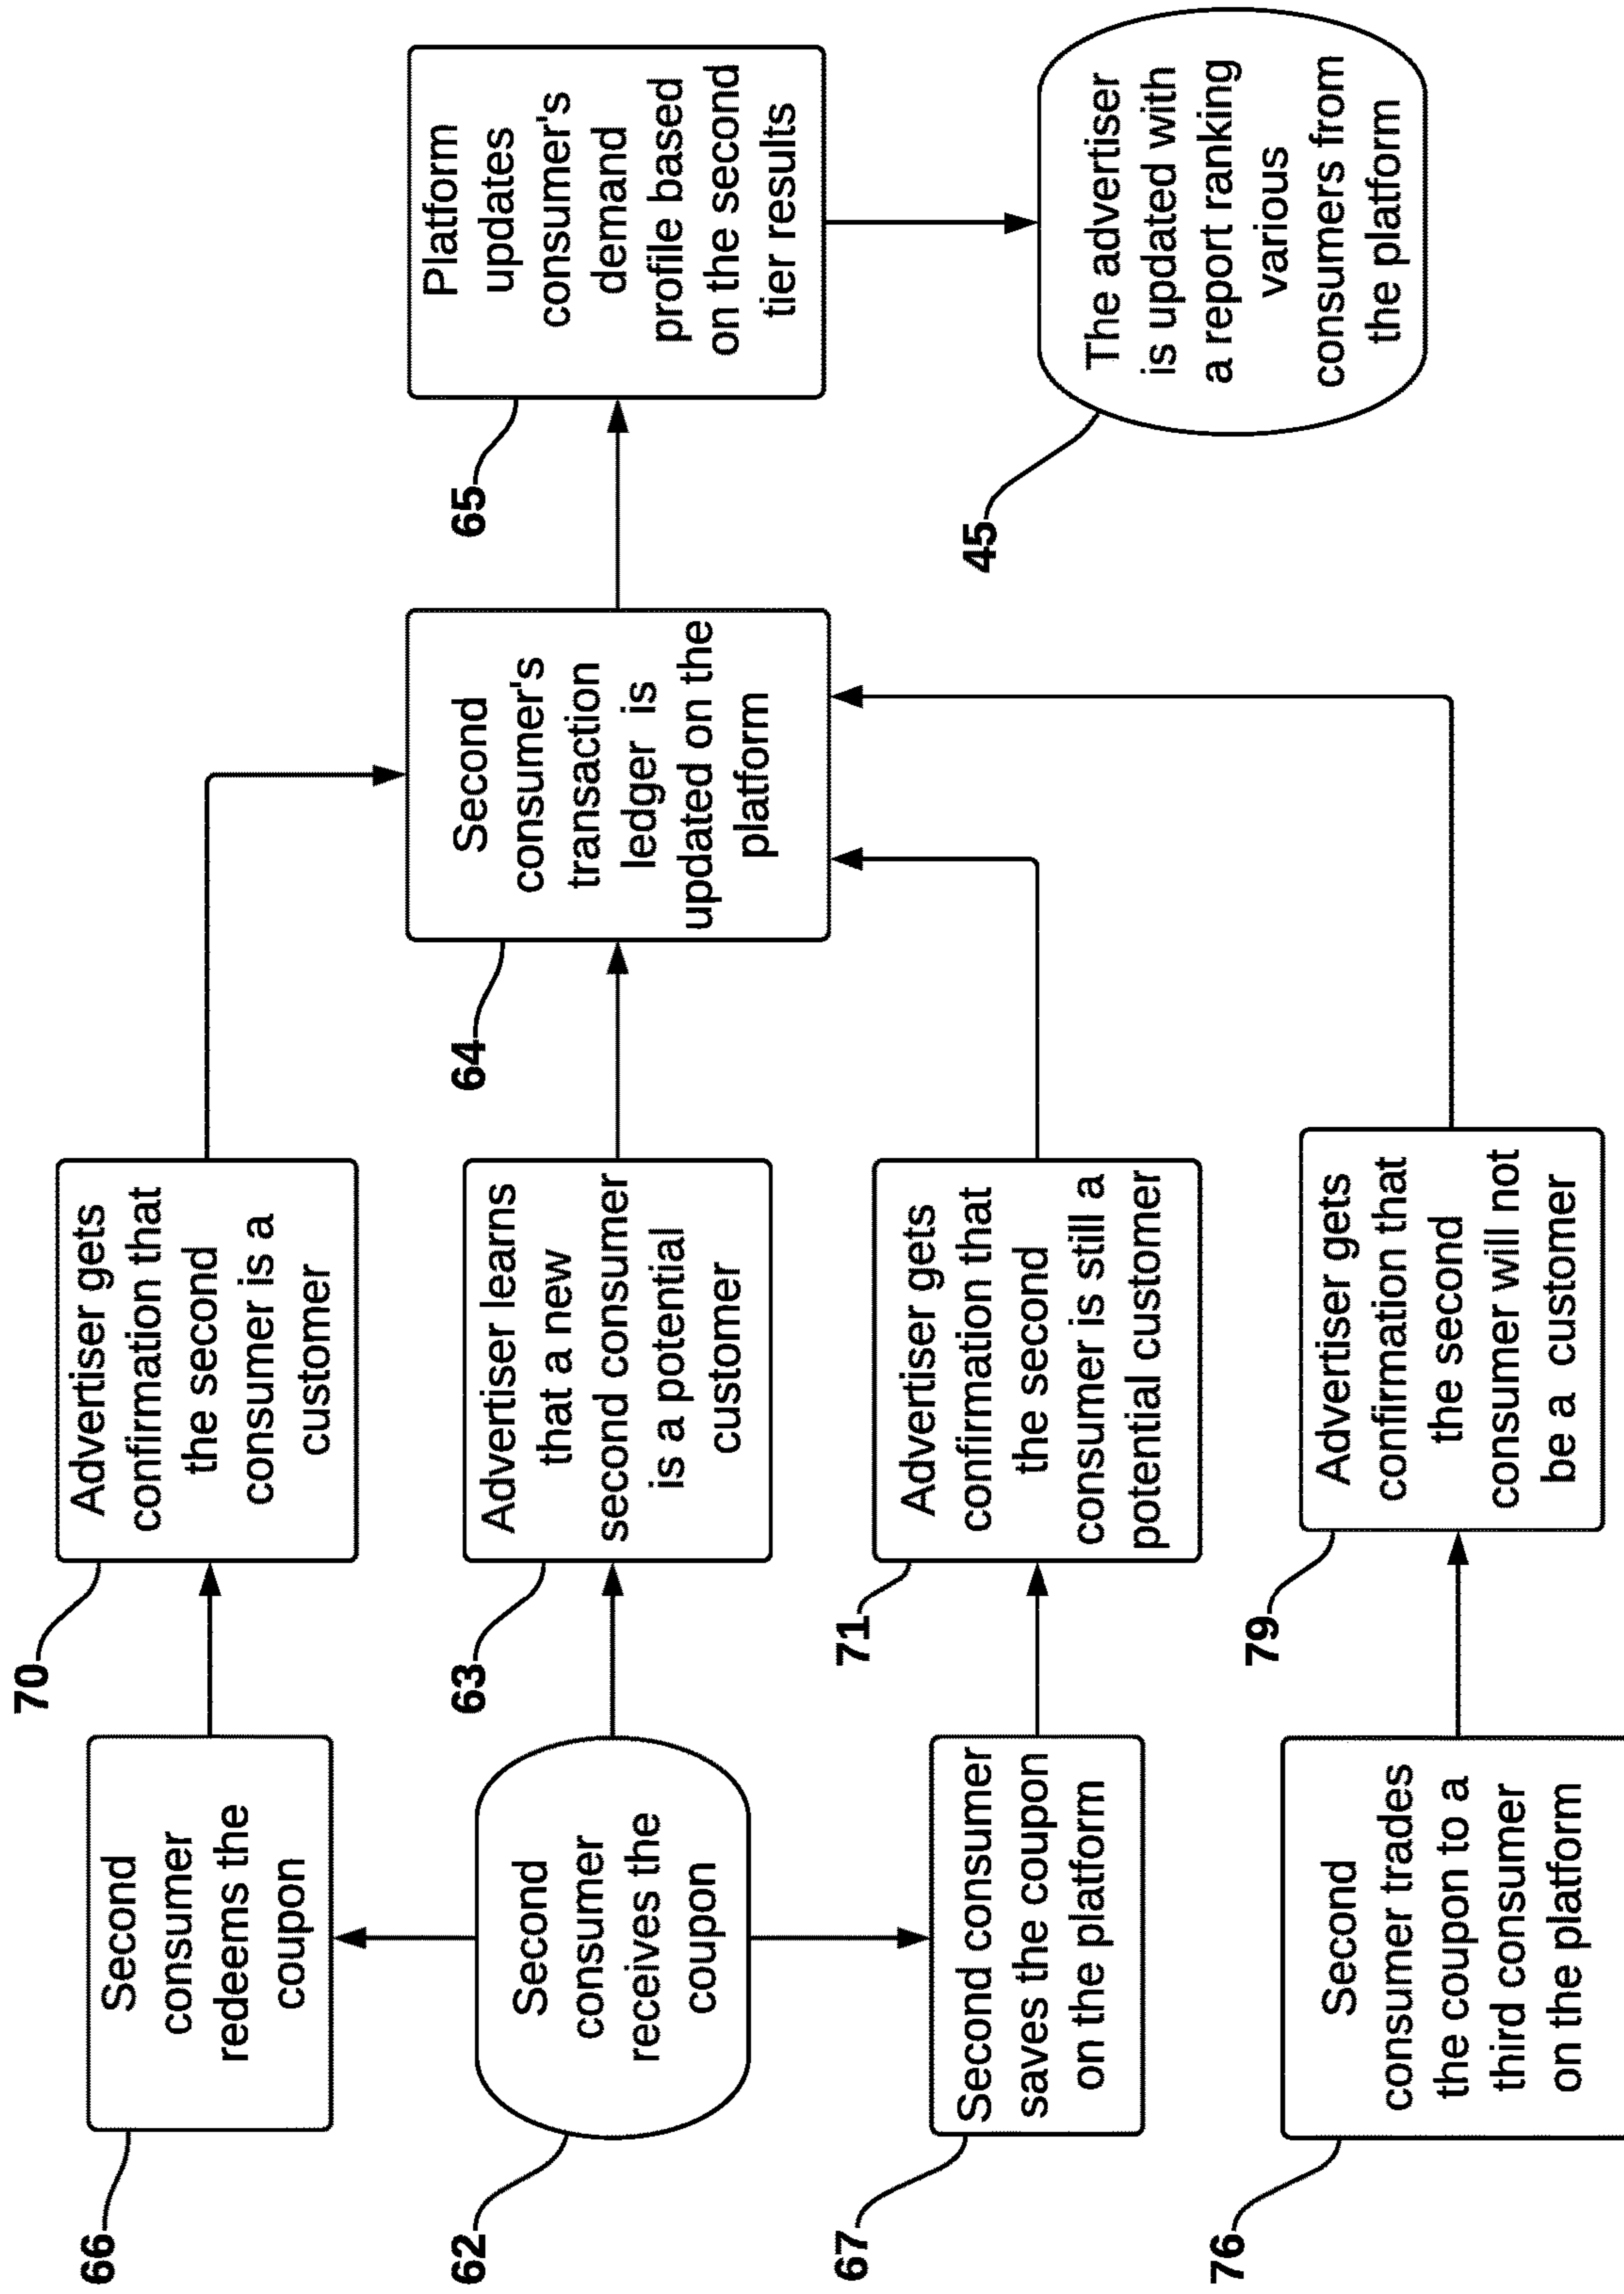 66
Second
consumer
redeems the
coupon
70
Advertiser gets
confirmation that
the second
consumer is a
customer
62
Second
consumer
receives the
coupon
63
Advertiser learns
that a new
second consumer
is a potential
customer
64
Second
consumer's
transaction
ledger is
updated on the
platform
65
Platform
updates
consumer's
demand
profile based
on the second
tier results
67
Second consumer
saves the coupon
on the platform
71
Advertiser gets
confirmation that
the second
consumer is still a
potential customer
45
The advertiser
is updated with
a report ranking
various
consumers from
the platform
76
Second
consumer trades
the coupon to a
third consumer
on the platform
79
Advertiser gets
confirmation that
the second
consumer will not
be a customer